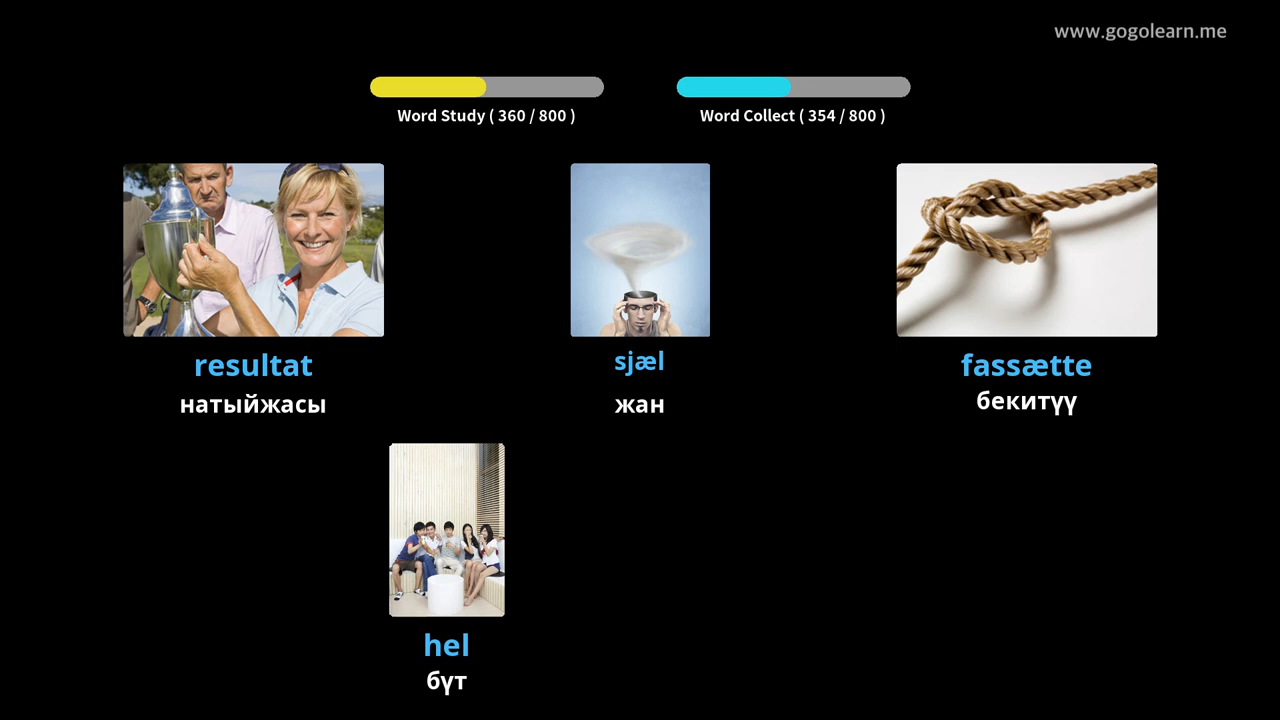 www.gogolearn.me
Word Study ( 360 / 800 )
Word Collect ( 354 / 800 )
resultat
натыйжасы
sjæl
жан
fassætte
бекитүү
hel
бүт